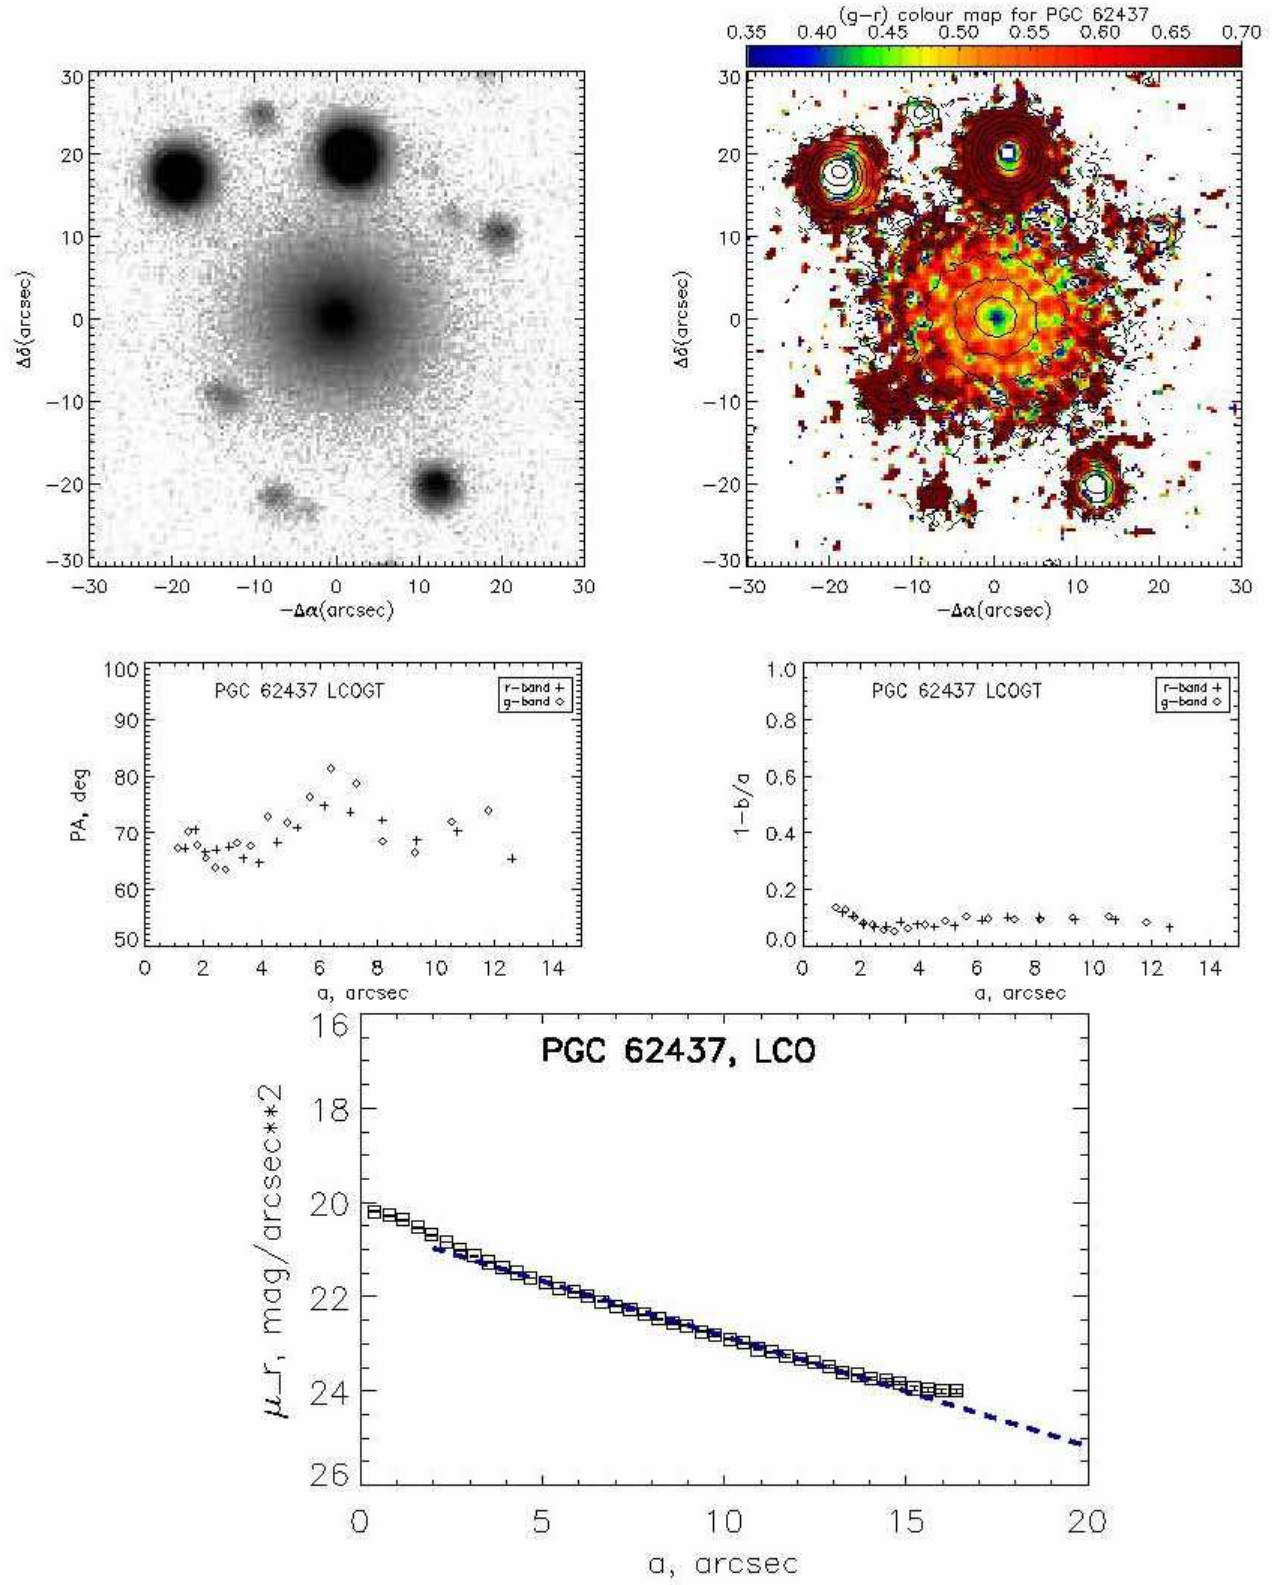 (g-r) colour map for PGC 62437
0.35 0.40 0.45 0.50 0.55 0.60 0.65 0.70
30
20
10
0
-10
-20
-30
-30 -20 -10 0 10 20 30
-Δα(arcsec)
Δδ(arcsec)
30
20
10
0
-10
-20
-30
-30 -20 -10 0 10 20 30
-Δα(arcsec)
Δδ(arcsec)
PGC 62437 LCOGT
r-band +
g-band ◇
100
90
80
70
60
50
PA, deg
0 2 4 6 8 10 12 14
a, arcsec
PGC 62437 LCOGT
r-band +
g-band ◇
1.0
0.8
0.6
0.4
0.2
0.0
1-b/a
0 2 4 6 8 10 12 14
a, arcsec
PGC 62437, LCO
16
18
20
22
24
26
μ_r, mag/arcsec**2
0 5 10 15 20
a, arcsec